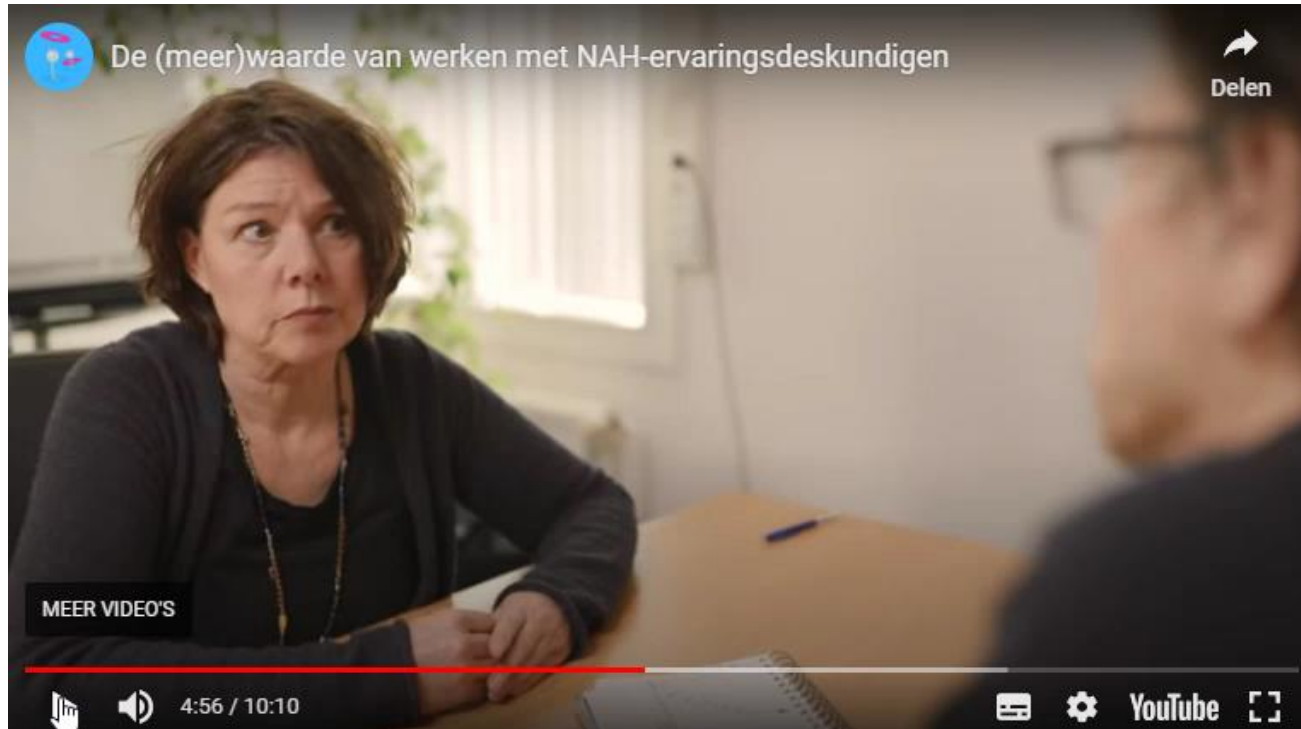 De (meer)waarde van werken met NAH-ervaringsdeskundigen
Delen
MEER VIDEO'S
4:56 / 10:10
YouTube